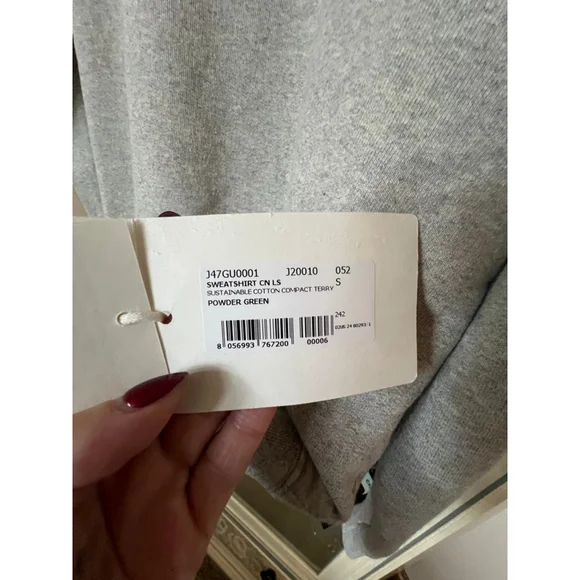 J47GU0001 J20010 052
SWEATSHIRT CN LS S
SUSTAINABLE COTTON COMPACT TERRY
POWDER GREEN
242
8 056993 767200 00006